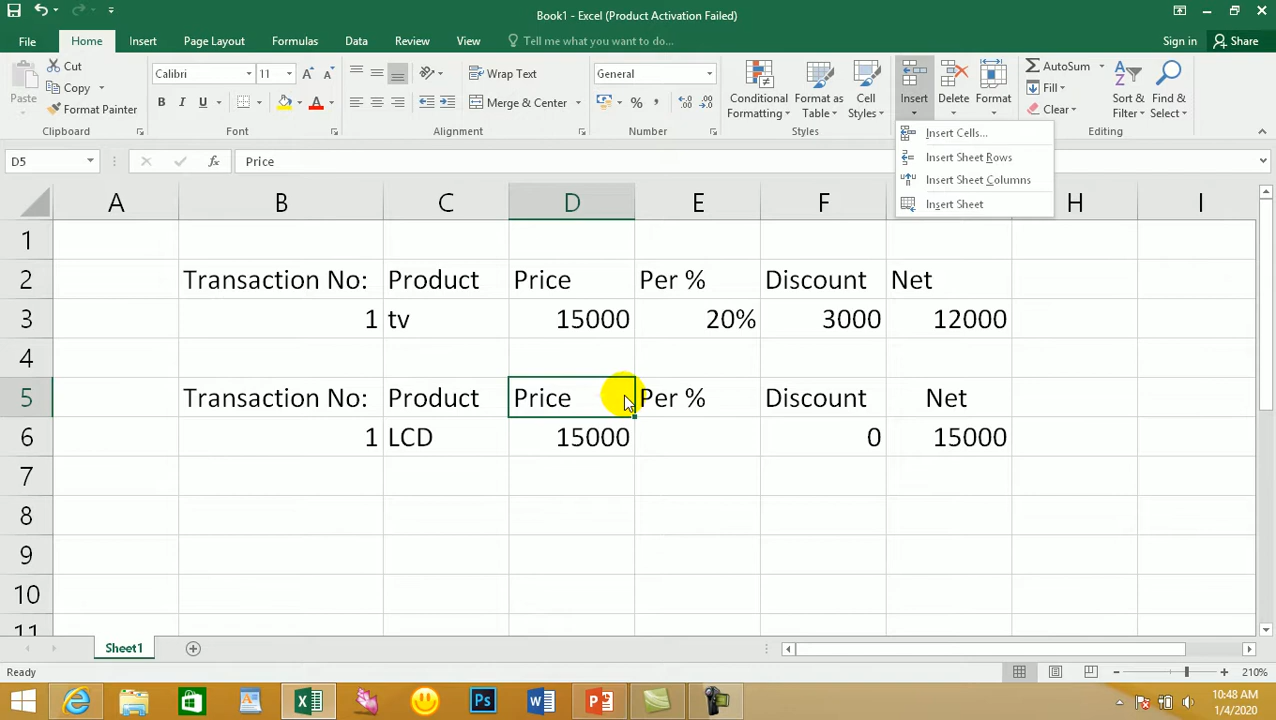 Book1 - Excel (Product Activation Failed)
File Home Insert Page Layout Formulas Data Review View Tell me what you want to do... Sign in Share
Paste Cut Copy Format Painter Clipboard
Calibri 11 B I U A Font
Wrap Text Merge & Center Alignment
General % , Number
Conditional Formatting Format as Table Cell Styles Styles
Insert Delete Format
AutoSum Fill Clear Sort & Filter Find & Select Editing
Insert Cells...
Insert Sheet Rows
Insert Sheet Columns
Insert Sheet
D5 fx Price
A B C D E F H I
1
2 Transaction No: Product Price Per % Discount Net
3 1 tv 15000 20% 3000 12000
4
5 Transaction No: Product Price Per % Discount Net
6 1 LCD 15000 0 15000
7
8
9
10
11
Sheet1
Ready 210%
10:48 AM
1/4/2020